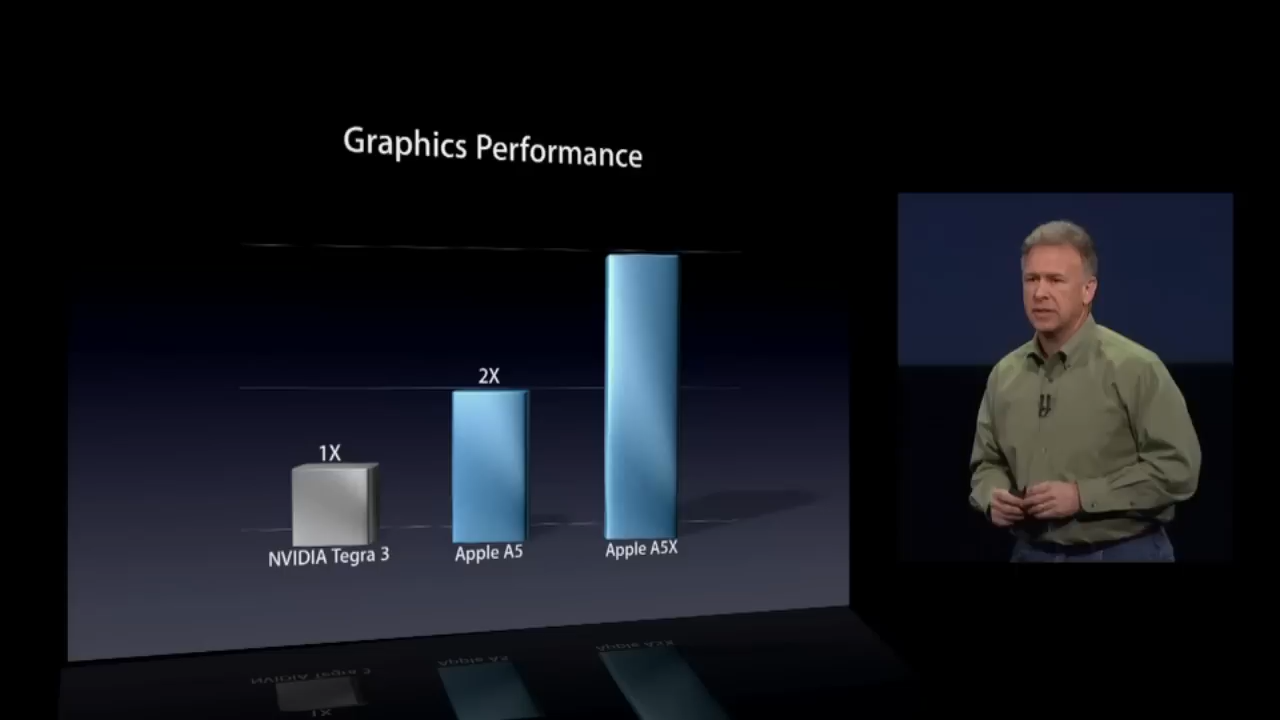 Graphics Performance
2X
1X
NVIDIA Tegra 3
Apple A5
Apple A5X